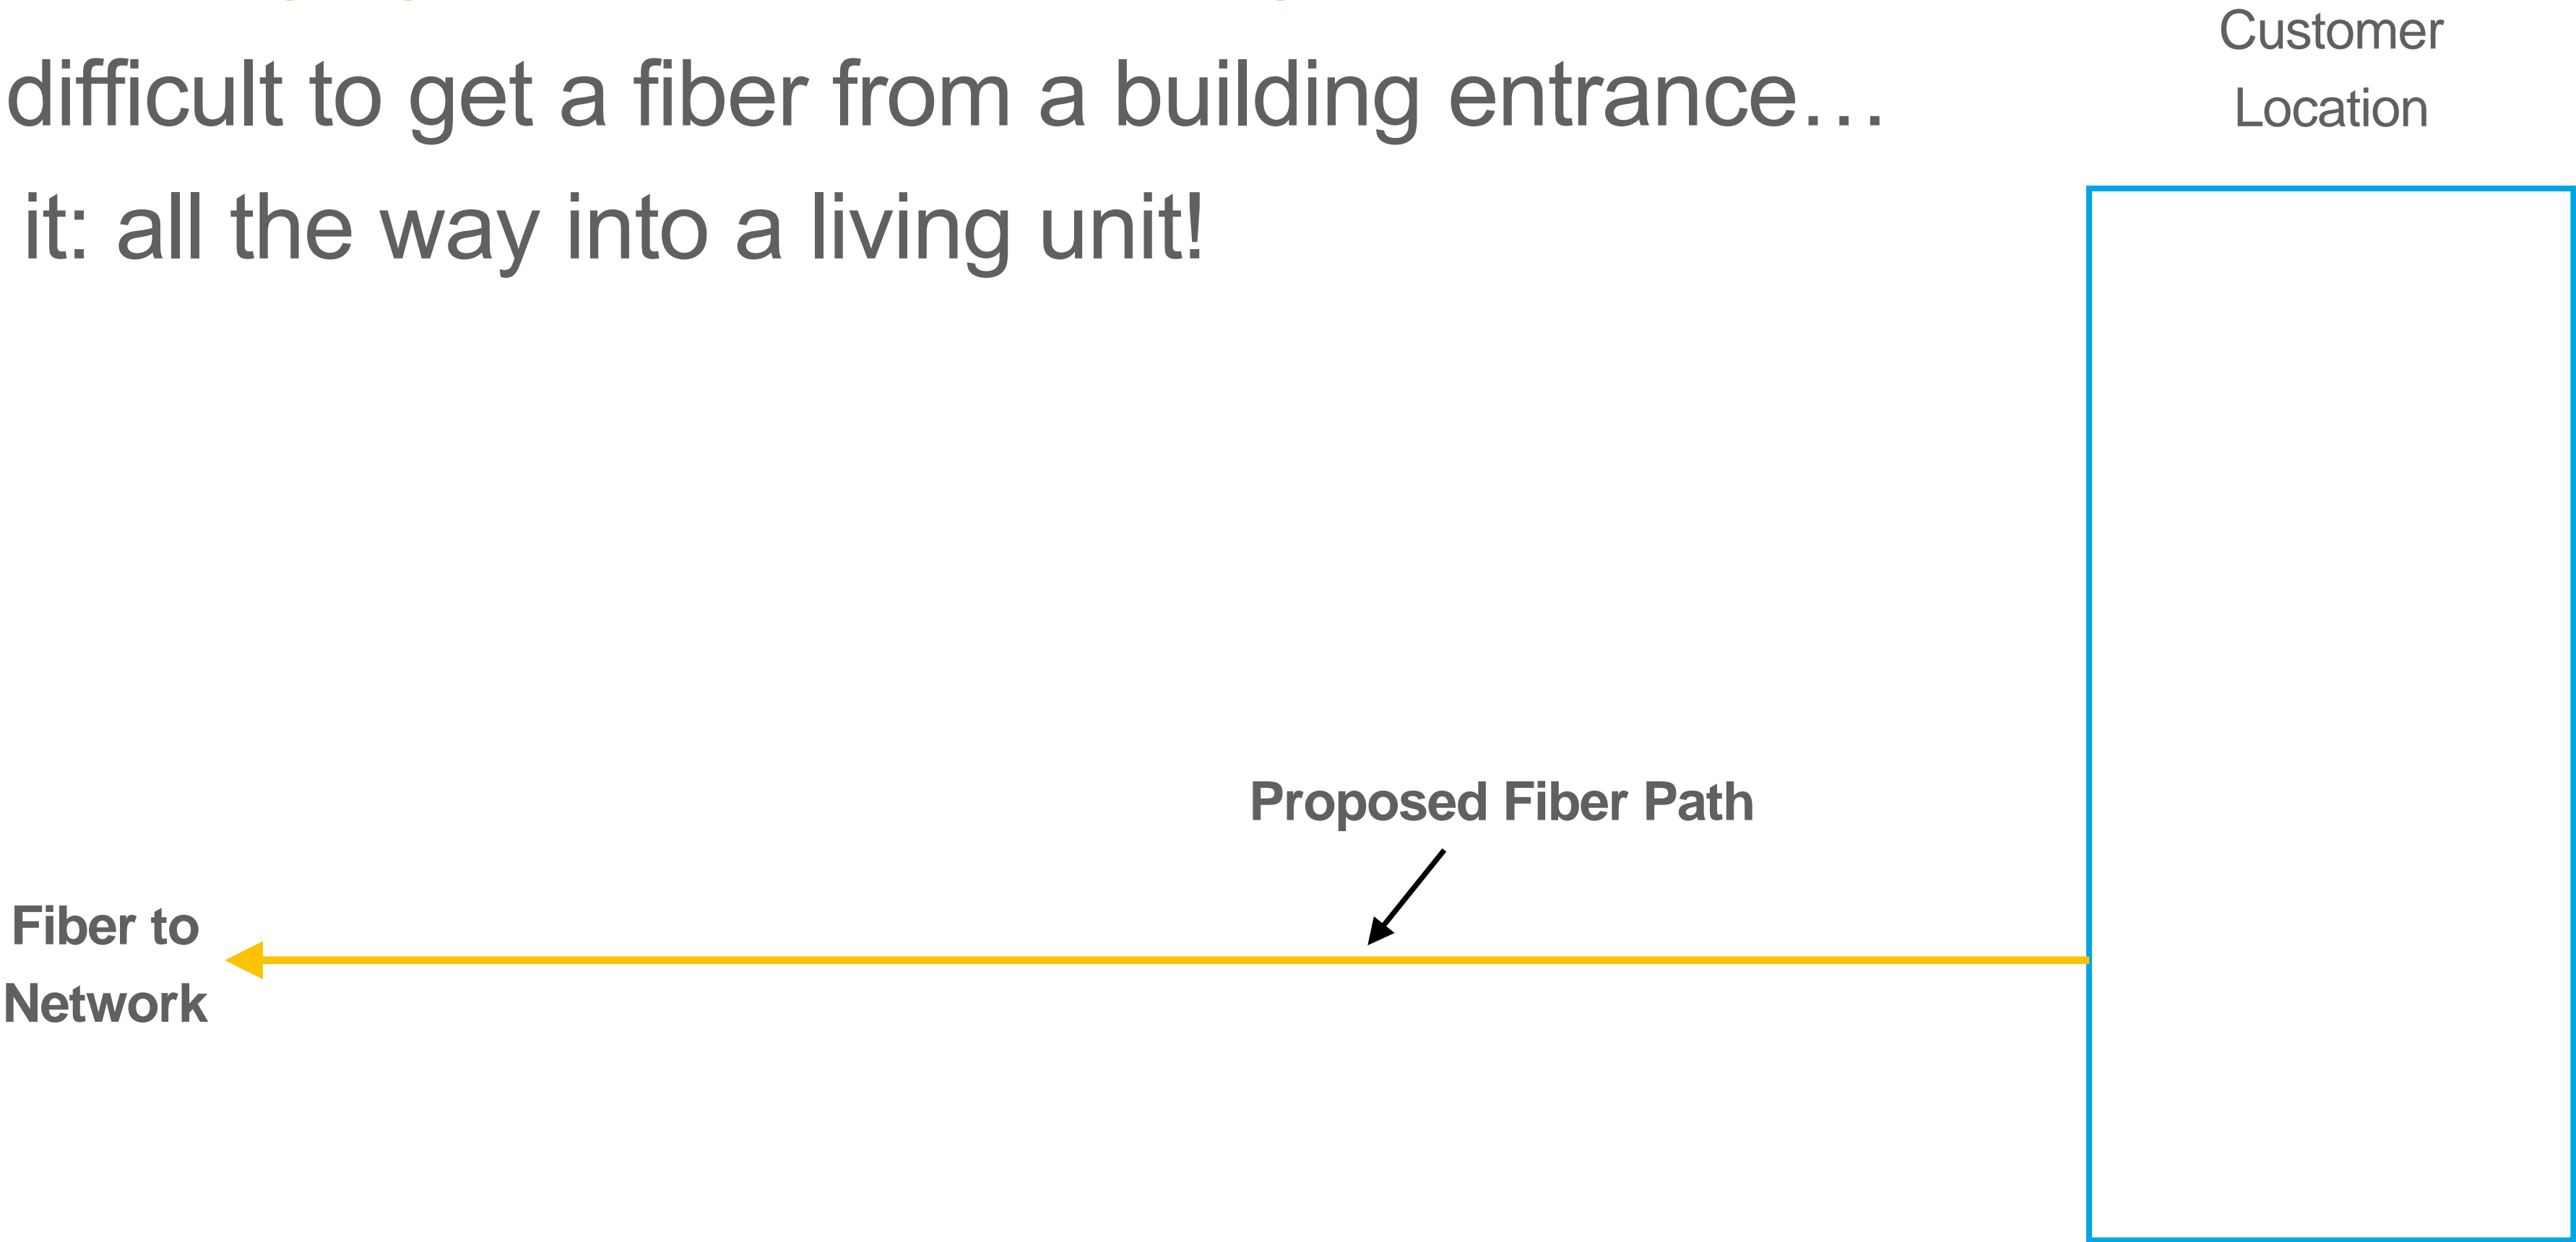 difficult to get a fiber from a building entrance…
it: all the way into a living unit!
Customer
Location
Proposed Fiber Path
Fiber to
Network